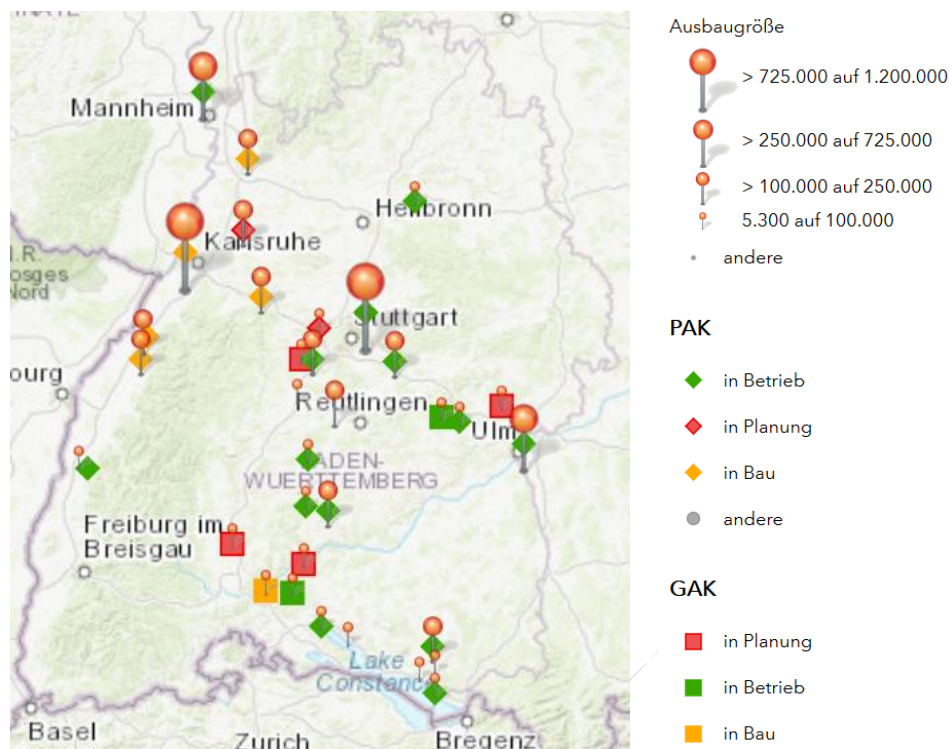 Mannheim
Heilbronn
Karlsruhe
Nord
Stuttgart
ourg
Reutlingen
Ulm
WUERTTEMBERG
Freiburg im
Breisgau
Lake
Constance
Basel
Zurich
Bregenz
Ausbaugröße
> 725.000 auf 1.200.000
> 250.000 auf 725.000
> 100.000 auf 250.000
5.300 auf 100.000
andere
PAK
in Betrieb
in Planung
in Bau
andere
GAK
in Planung
in Betrieb
in Bau